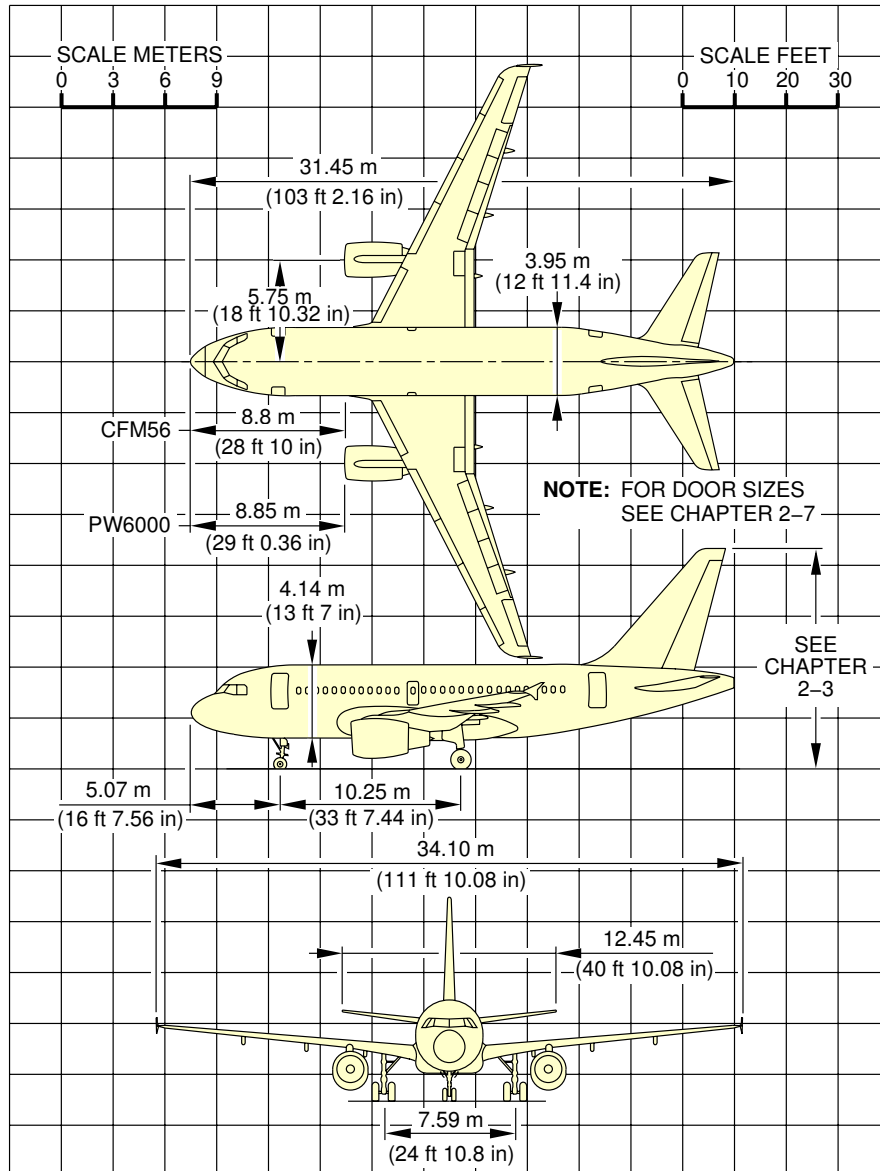 SCALE METERS
0 3 6 9
SCALE FEET
0 10 20 30
31.45 m
(103 ft 2.16 in)
3.95 m
(12 ft 11.4 in)
5.75 m
(18 ft 10.32 in)
CFM56
8.8 m
(28 ft 10 in)
NOTE: FOR DOOR SIZES
SEE CHAPTER 2–7
PW6000
8.85 m
(29 ft 0.36 in)
4.14 m
(13 ft 7 in)
SEE
CHAPTER
2–3
5.07 m
(16 ft 7.56 in)
10.25 m
(33 ft 7.44 in)
34.10 m
(111 ft 10.08 in)
12.45 m
(40 ft 10.08 in)
7.59 m
(24 ft 10.8 in)